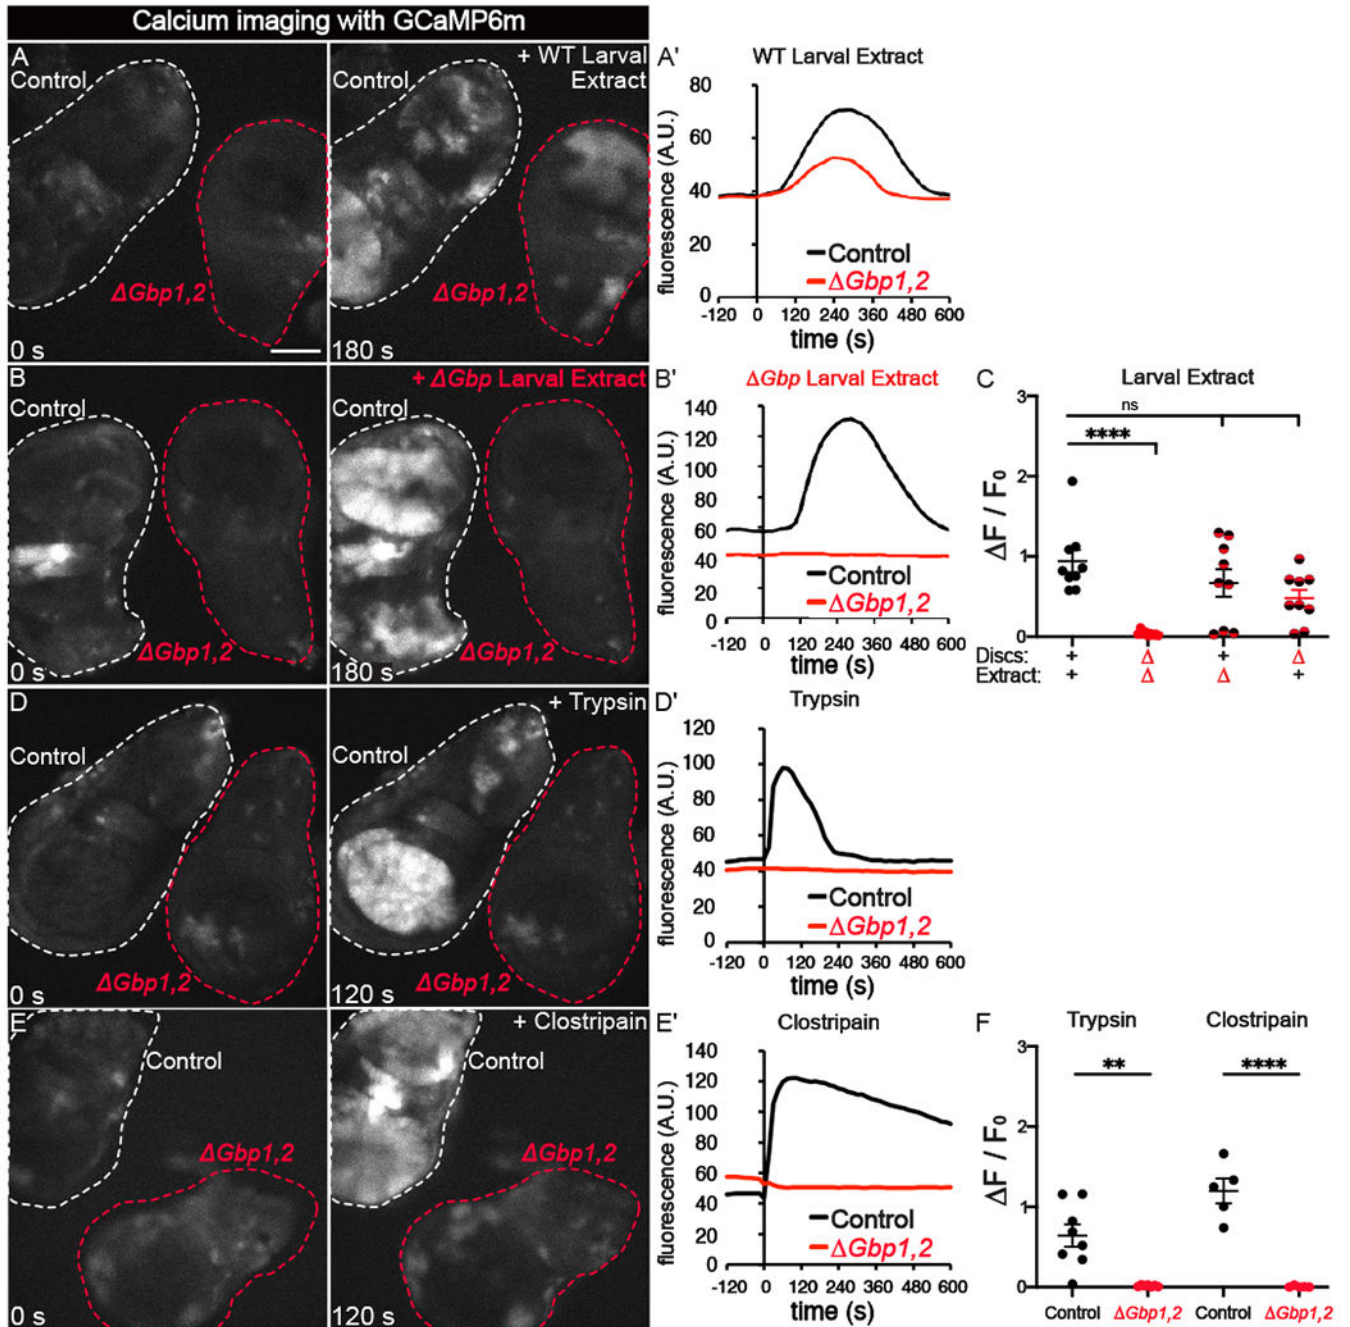 Calcium imaging with GCaMP6m
A
Control
ΔGbp1,2
0 s
Control
+ WT Larval
Extract
ΔGbp1,2
180 s
A'
WT Larval Extract
fluorescence (A.U.)
80
60
40
20
0
Control
ΔGbp1,2
-120 0 120 240 360 480 600
time (s)
B
Control
ΔGbp1,2
0 s
+ ΔGbp Larval Extract
Control
ΔGbp1,2
180 s
B'
ΔGbp Larval Extract
fluorescence (A.U.)
140
120
100
80
60
40
20
0
Control
ΔGbp1,2
-120 0 120 240 360 480 600
time (s)
C
Larval Extract
ΔF / F0
3
2
1
0
ns
****
Discs: + Δ + Δ
Extract: + Δ Δ +
D
Control
ΔGbp1,2
0 s
+ Trypsin
Control
ΔGbp1,2
120 s
D'
Trypsin
fluorescence (A.U.)
120
100
80
60
40
20
0
Control
ΔGbp1,2
-120 0 120 240 360 480 600
time (s)
E
Control
ΔGbp1,2
0 s
+ Clostripain
Control
ΔGbp1,2
120 s
E'
Clostripain
fluorescence (A.U.)
140
120
100
80
60
40
20
0
Control
ΔGbp1,2
-120 0 120 240 360 480 600
time (s)
F
Trypsin Clostripain
ΔF / F0
3
2
1
0
** ****
Control ΔGbp1,2 Control ΔGbp1,2